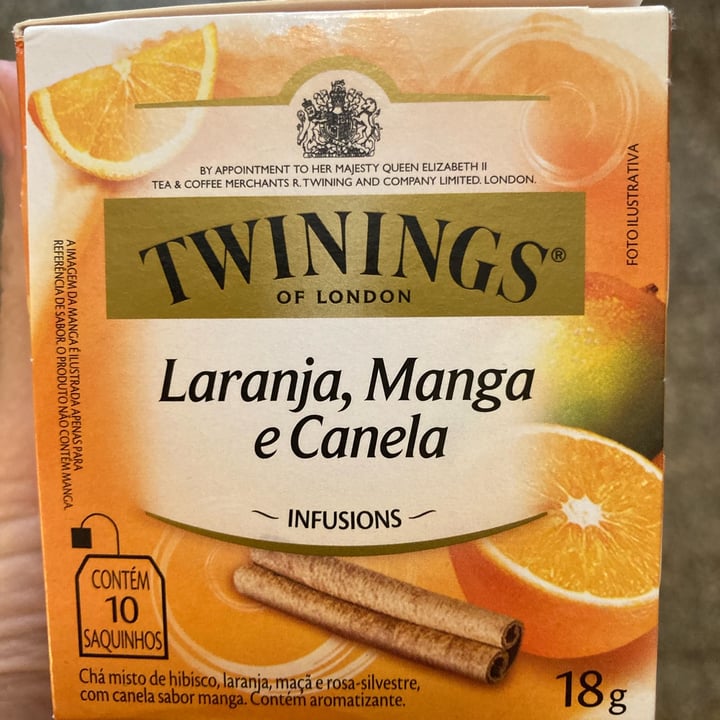 BY APPOINTMENT TO HER MAJESTY QUEEN ELIZABETH II
TEA & COFFEE MERCHANTS R. TWINING AND COMPANY LIMITED. LONDON.
TWININGS®
OF LONDON
Laranja, Manga
e Canela
INFUSIONS
FOTO ILUSTRATIVA
A IMAGEM DA MANGA É ILUSTRADA APENAS PARA
REFERÊNCIA DE SABOR. O PRODUTO NÃO CONTÉM MANGA.
CONTÉM
10
SAQUINHOS
Chá misto de hibisco, laranja, maçã e rosa-silvestre,
com canela sabor manga. Contém aromatizante.
18g